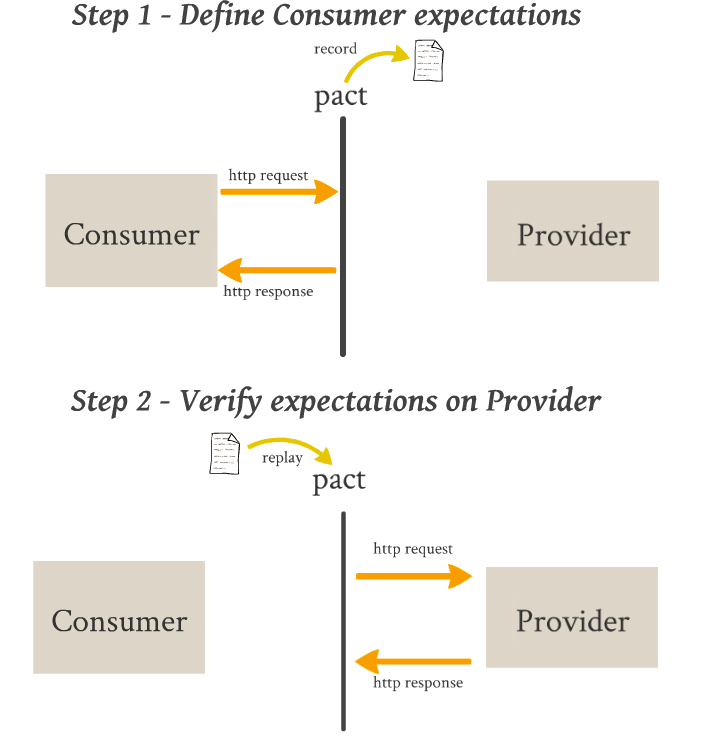 Step 1 - Define Consumer expectations
record
pact
http request
Consumer
Provider
http response
Step 2 - Verify expectations on Provider
replay
pact
http request
Consumer
Provider
http response